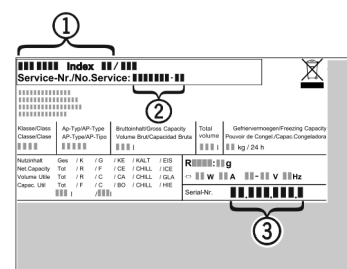 1
Index /
Service-Nr./No.Service: -
2
Klasse/Class Ap-Typ/AP-Type Bruttoinhalt/Gross Capacity Total Gefriervermoegen/Freezing Capacity
Classe/Clase AP-Type/AP-Tipo Volume Brut/Capacidad Bruta volume Pouvoir de Congel./Capac.Congeladora
l l kg / 24 h
Nutzinhalt Ges / K / G / KE / KALT / EIS
Net.Capacity Tot / R / F / CE / CHILL / ICE
Volume Utile Tot / R / C / CA / CHILL / GLA
Capac. Util Tot / F / C / BO / CHILL / HIE
l / l
R : g
W A - V Hz
Serial-Nr. . . .
3